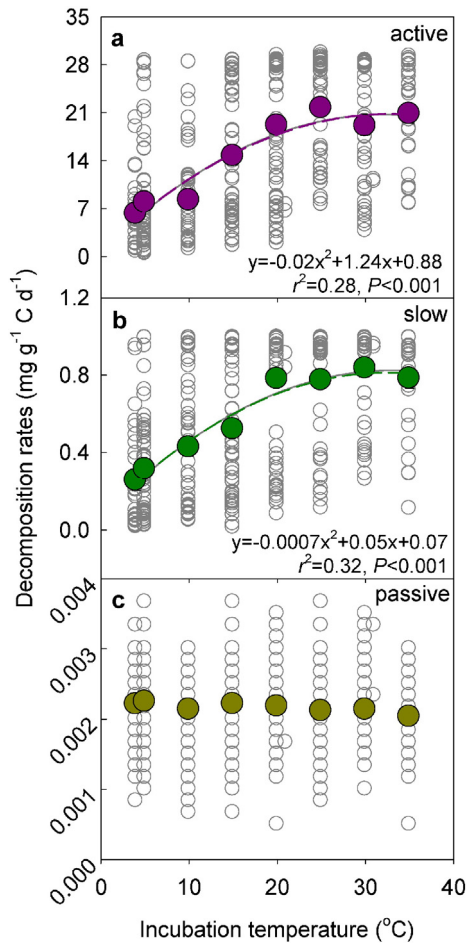 a
active
35
28
21
14
7
0
y=-0.02x²+1.24x+0.88
r²=0.28, P<0.001
1.2
b
slow
0.8
0.4
0.0
y=-0.0007x²+0.05x+0.07
r²=0.32, P<0.001
0.004
c
passive
0.003
0.002
0.001
0.000
Decomposition rates (mg g⁻¹ C d⁻¹)
0 10 20 30 40
Incubation temperature (°C)